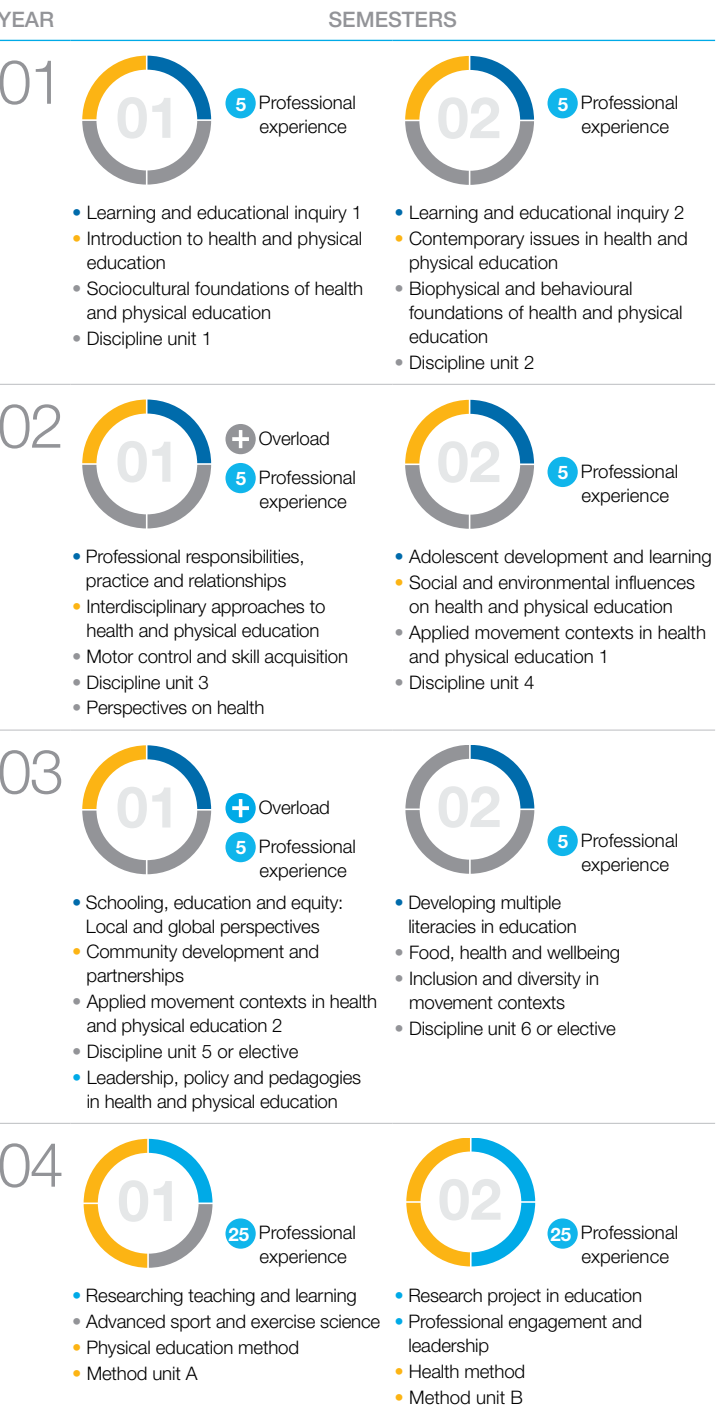 YEAR
SEMESTERS
01
01
5 Professional
experience
• Learning and educational inquiry 1
• Introduction to health and physical
education
• Sociocultural foundations of health
and physical education
• Discipline unit 1
02
5 Professional
experience
• Learning and educational inquiry 2
• Contemporary issues in health and
physical education
• Biophysical and behavioural
foundations of health and physical
education
• Discipline unit 2
02
01
+ Overload
5 Professional
experience
• Professional responsibilities,
practice and relationships
• Interdisciplinary approaches to
health and physical education
• Motor control and skill acquisition
• Discipline unit 3
• Perspectives on health
02
5 Professional
experience
• Adolescent development and learning
• Social and environmental influences
on health and physical education
• Applied movement contexts in health
and physical education 1
• Discipline unit 4
03
01
+ Overload
5 Professional
experience
• Schooling, education and equity:
Local and global perspectives
• Community development and
partnerships
• Applied movement contexts in health
and physical education 2
• Discipline unit 5 or elective
• Leadership, policy and pedagogies
in health and physical education
02
5 Professional
experience
• Developing multiple
literacies in education
• Food, health and wellbeing
• Inclusion and diversity in
movement contexts
• Discipline unit 6 or elective
04
01
25 Professional
experience
• Researching teaching and learning
• Advanced sport and exercise science
• Physical education method
• Method unit A
02
25 Professional
experience
• Research project in education
• Professional engagement and
leadership
• Health method
• Method unit B